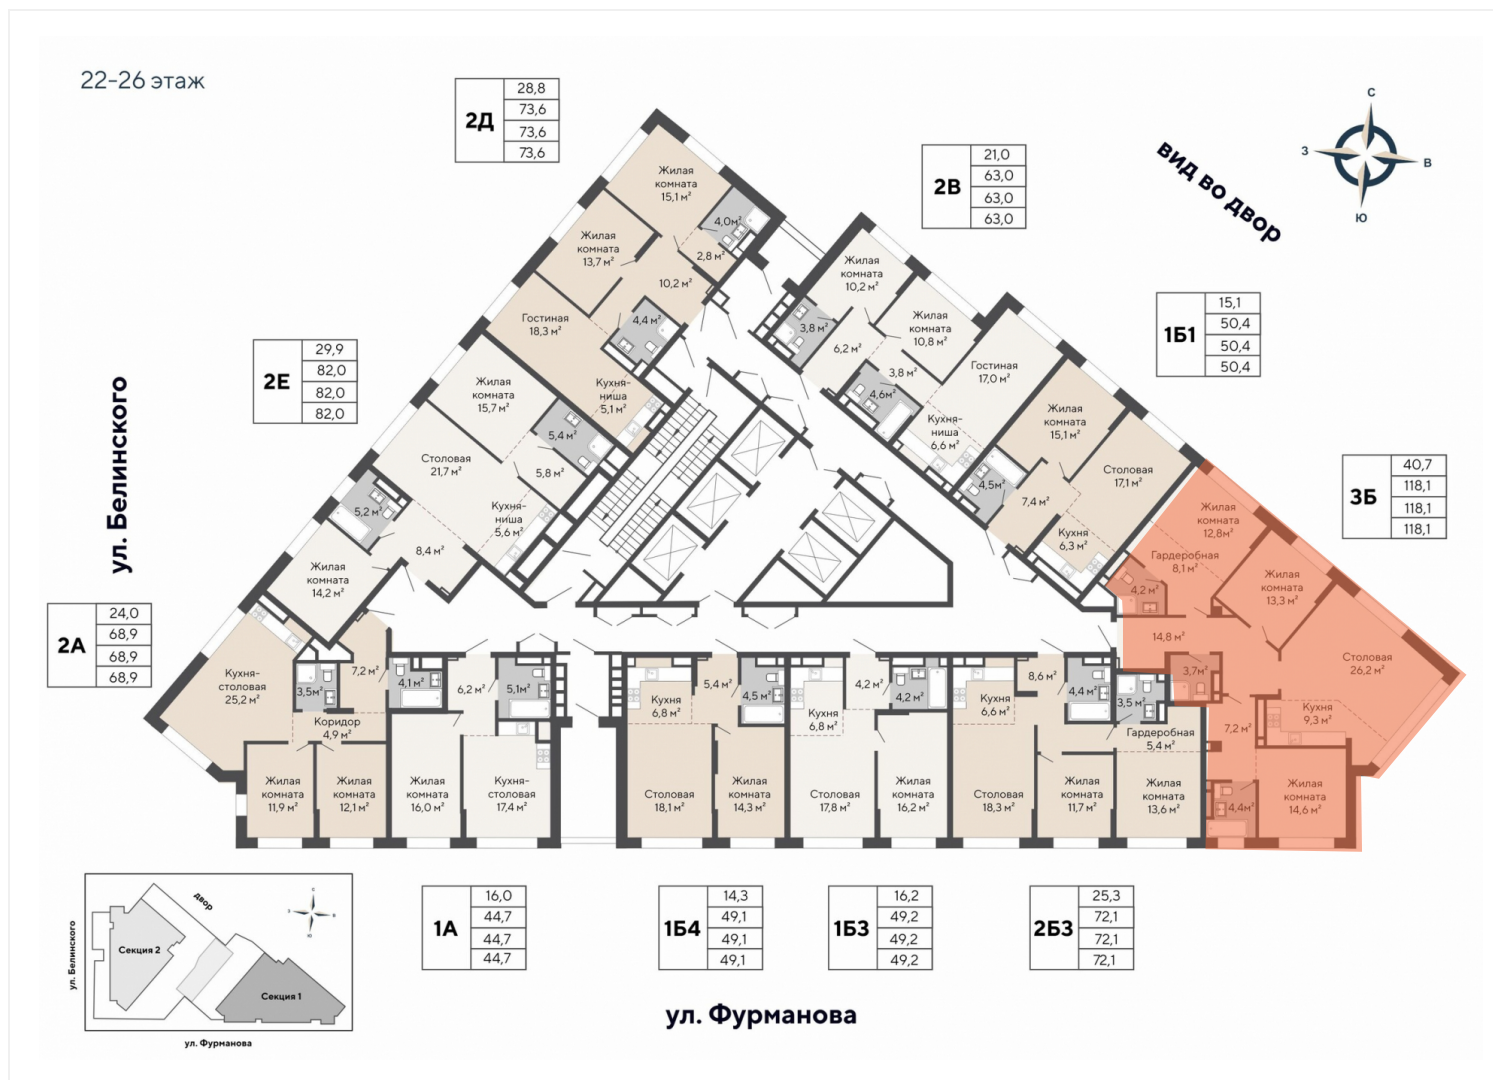 22-26 этаж
2Д
28,8
73,6
73,6
73,6
2В
21,0
63,0
63,0
63,0
вид во двор
С
З
В
Ю
1Б1
15,1
50,4
50,4
50,4
2Е
29,9
82,0
82,0
82,0
3Б
40,7
118,1
118,1
118,1
2А
24,0
68,9
68,9
68,9
ул. Белинского
Жилая
комната
15,1 м²
4,0м²
2,8 м²
Жилая
комната
13,7 м²
10,2 м²
Гостиная
18,3 м²
4,4 м²
Кухня-
ниша
5,1 м²
Жилая
комната
15,7 м²
5,4 м²
5,8 м²
Столовая
21,7 м²
Кухня-
ниша
5,6 м²
5,2 м²
8,4 м²
Жилая
комната
14,2 м²
Жилая
комната
10,2 м²
3,8 м²
6,2 м²
Жилая
комната
10,8 м²
3,8 м²
4,6м²
Гостиная
17,0 м²
Кухня-
ниша
6,6 м²
Жилая
комната
15,1 м²
4,5м²
7,4 м²
Столовая
17,1 м²
Кухня
6,3 м²
Жилая
комната
12,8м²
Гардеробная
8,1 м²
4,2 м²
Жилая
комната
13,3 м²
14,8 м²
3,7м²
Столовая
26,2 м²
Кухня
9,3 м²
7,2 м²
4,4м²
Жилая
комната
14,6 м²
Кухня-
столовая
25,2 м²
3,5м²
7,2 м²
Коридор
4,9 м²
Жилая
комната
11,9 м²
Жилая
комната
12,1 м²
4,1 м²
6,2 м²
5,1м²
Жилая
комната
16,0 м²
Кухня-
столовая
17,4 м²
Кухня
6,8 м²
5,4 м²
4,5 м²
Столовая
18,1 м²
Жилая
комната
14,3 м²
Кухня
6,8 м²
4,2 м²
4,2 м²
Столовая
17,8 м²
Жилая
комната
16,2 м²
Кухня
6,6 м²
8,6 м²
4,4 м²
3,5 м²
Гардеробная
5,4 м²
Столовая
18,3 м²
Жилая
комната
11,7 м²
Жилая
комната
13,6 м²
1А
16,0
44,7
44,7
44,7
1Б4
14,3
49,1
49,1
49,1
1Б3
16,2
49,2
49,2
49,2
2Б3
25,3
72,1
72,1
72,1
ул. Фурманова
двор
С
З
В
Ю
ул. Белинского
Секция 2
Секция 1
ул. Фурманова